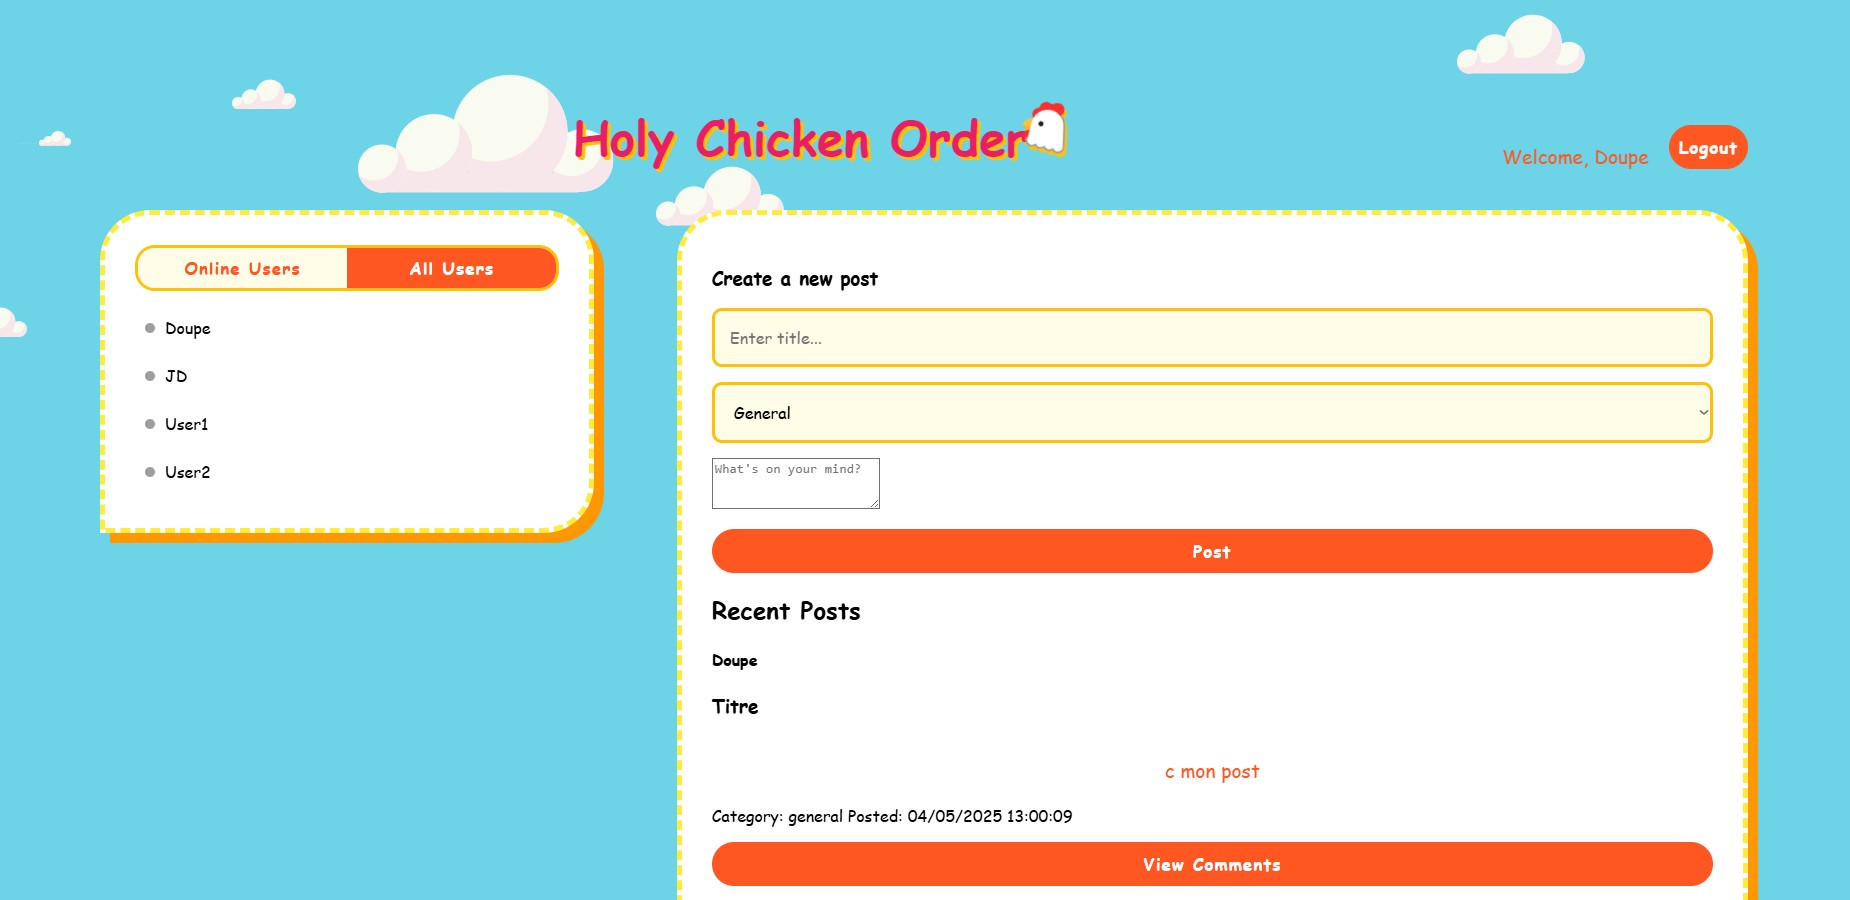 Holy Chicken Order
Welcome, Doupe
Logout
Online Users
All Users
Doupe
JD
User1
User2
Create a new post
Enter title...
General
What's on your mind?
Post
Recent Posts
Doupe
Titre
c mon post
Category: general Posted: 04/05/2025 13:00:09
View Comments